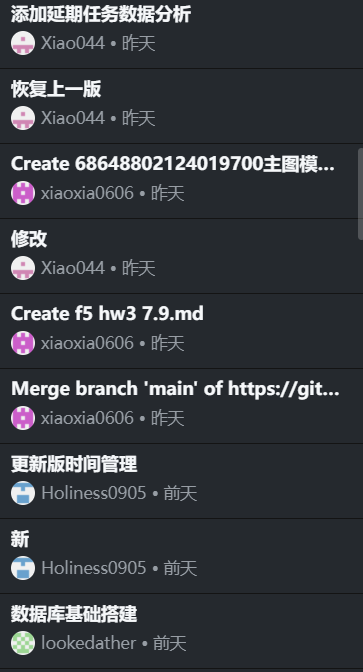 添加延期任务数据分析
Xiao044 • 昨天
恢复上一版
Xiao044 • 昨天
Create 68648802124019700主图模...
xiaoxia0606 • 昨天
修改
Xiao044 • 昨天
Create f5 hw3 7.9.md
xiaoxia0606 • 昨天
Merge branch 'main' of https://git...
xiaoxia0606 • 昨天
更新版时间管理
Holiness0905 • 前天
新
Holiness0905 • 前天
数据库基础搭建
lookedather • 前天